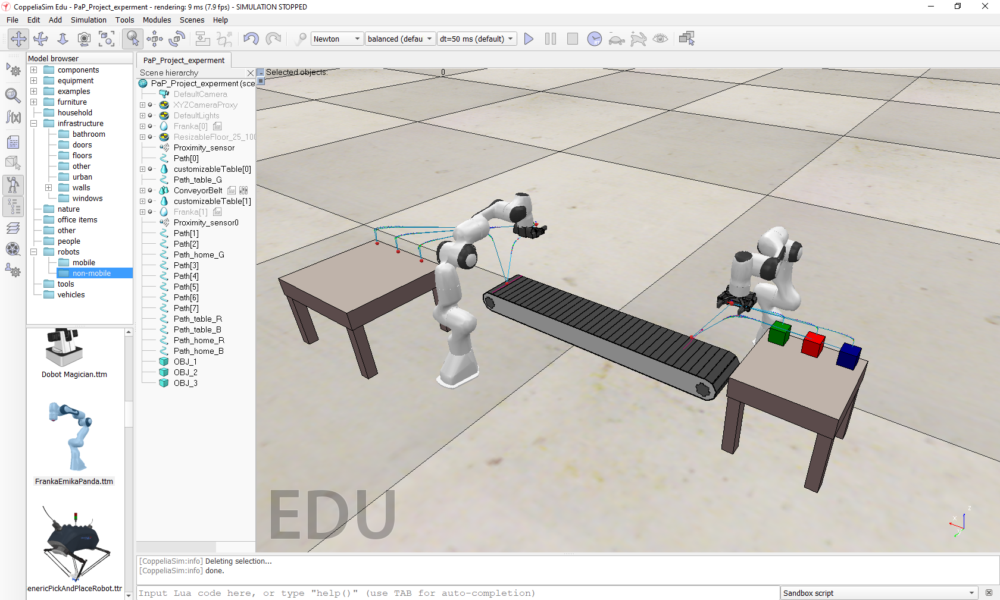 CoppeliaSim Edu - PaP_Project_experment - rendering: 9 ms (7.9 fps) - SIMULATION STOPPED
File Edit Add Simulation Tools Modules Scenes Help
Newton balanced (defau dt=50 ms (default) RT
Model browser
components
equipment
examples
furniture
household
infrastructure
bathroom
doors
floors
other
urban
walls
windows
nature
office items
other
people
robots
mobile
non-mobile
tools
vehicles
Dobot Magician.ttm
FrankaEmikaPanda.ttm
enericPickAndPlaceRobot.ttr
PaP_Project_experment
Scene hierarchy
PaP_Project_experment (sce
DefaultCamera
XYZCameraProxy
DefaultLights
Franka[0]
ResizableFloor_25_100
Proximity_sensor
Path[0]
customizableTable[0]
Path_table_G
ConveyorBelt
customizableTable[1]
Franka[1]
Proximity_sensor0
Path[1]
Path[2]
Path_home_G
Path[3]
Path[4]
Path[5]
Path[6]
Path[7]
Path_table_R
Path_table_B
Path_home_R
Path_home_B
OBJ_1
OBJ_2
OBJ_3
Selected objects: 0
EDU
z
x
[CoppeliaSim:info] Deleting selection...
[CoppeliaSim:info] done.
Input Lua code here, or type "help()" (use TAB for auto-completion)
Sandbox script